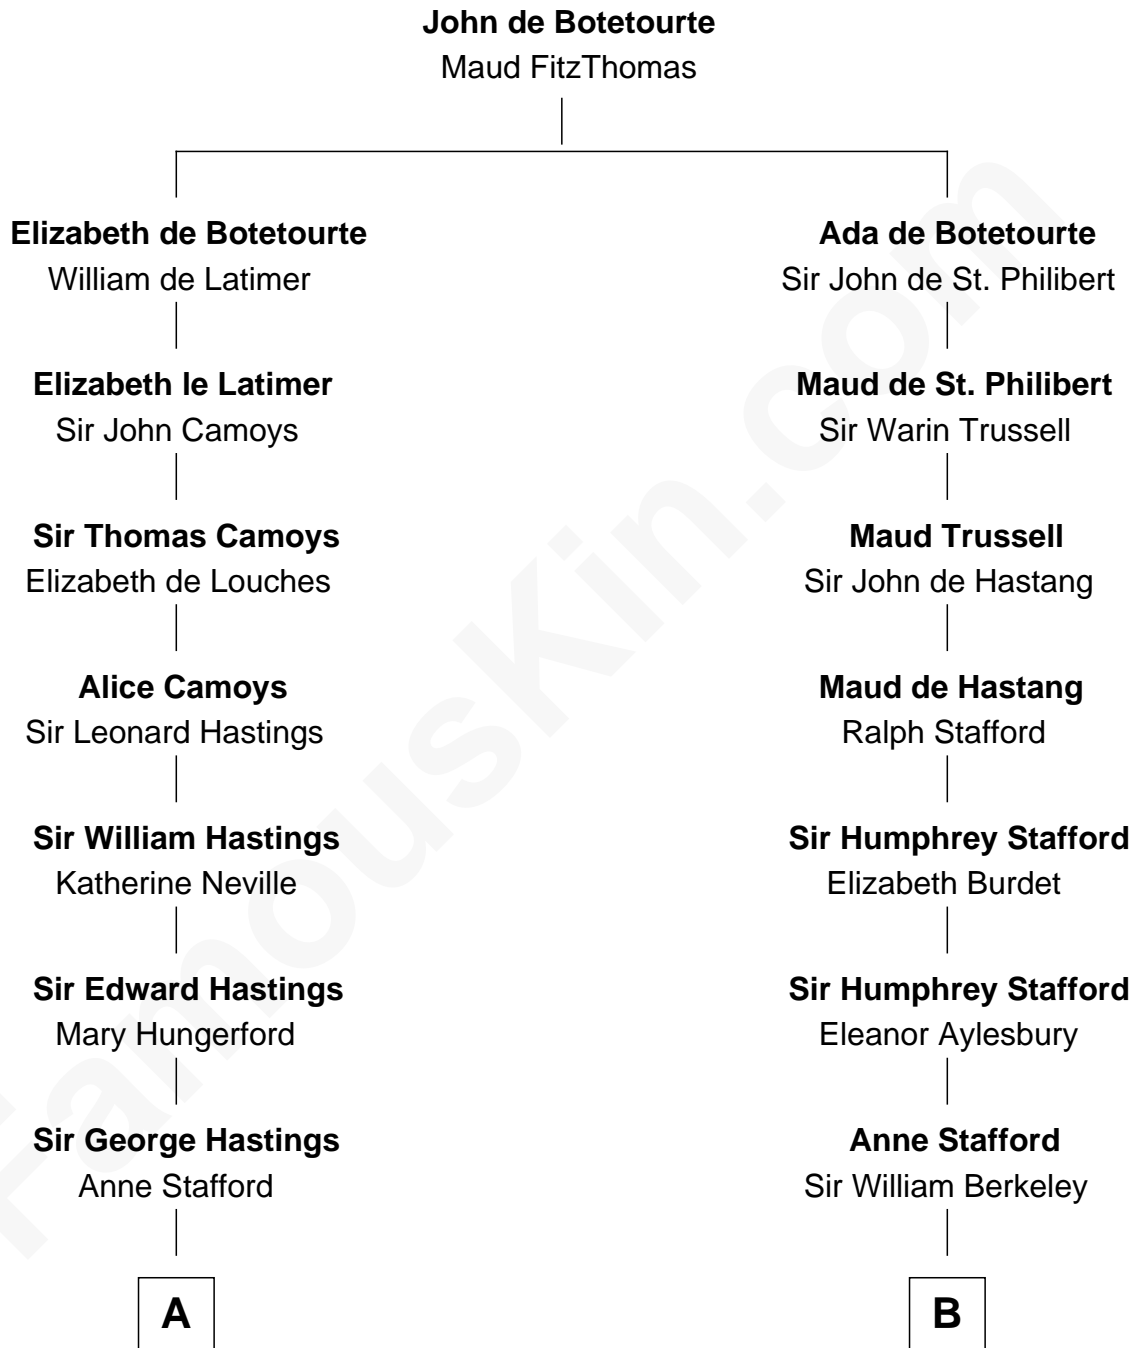 John de Botetourte
Maud FitzThomas
Elizabeth de Botetourte
William de Latimer
Ada de Botetourte
Sir John de St. Philibert
Elizabeth le Latimer
Sir John Camoys
Maud de St. Philibert
Sir Warin Trussell
Sir Thomas Camoys
Elizabeth de Louches
Maud Trussell
Sir John de Hastang
Alice Camoys
Sir Leonard Hastings
Maud de Hastang
Ralph Stafford
Sir William Hastings
Katherine Neville
Sir Humphrey Stafford
Elizabeth Burdet
Sir Edward Hastings
Mary Hungerford
Sir Humphrey Stafford
Eleanor Aylesbury
Sir George Hastings
Anne Stafford
Anne Stafford
Sir William Berkeley
A
B
FamousKin.com